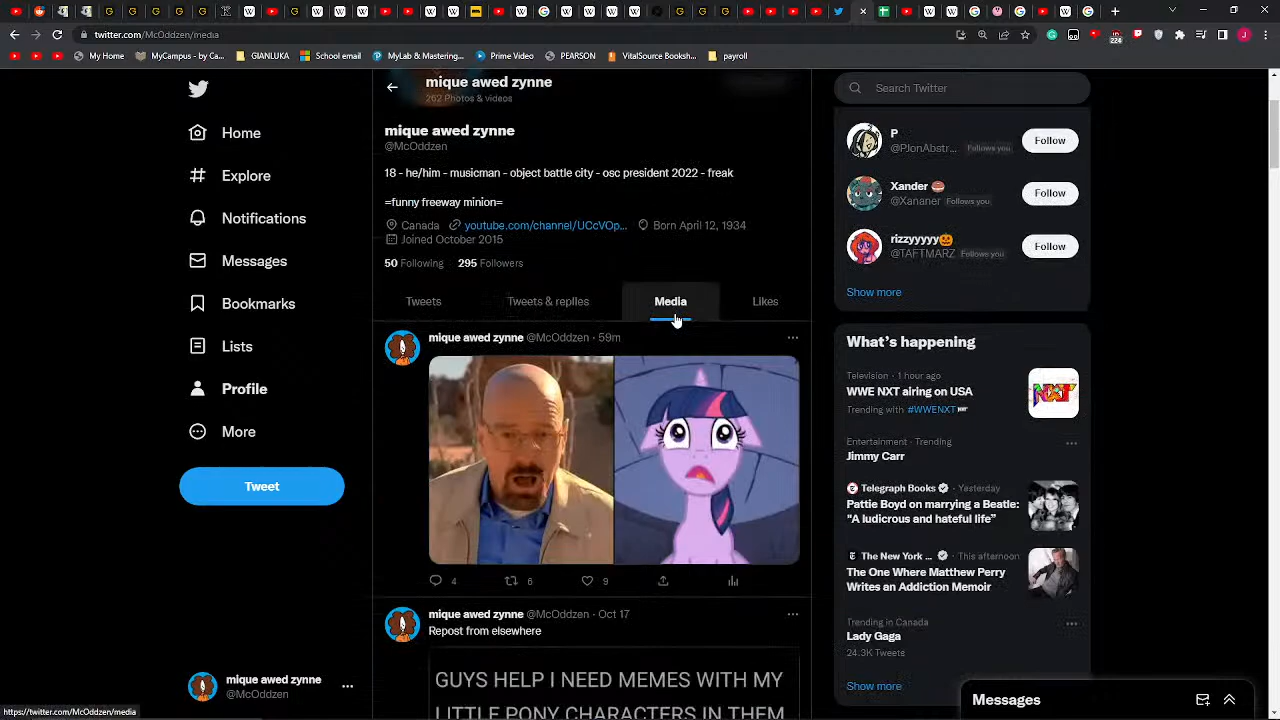 twitter.com/McOddzen/media
224
J
My Home
MyCampus - by Ca...
GIANLUKA
School email
MyLab & Mastering...
Prime Video
PEARSON
VitalSource Booksh...
payroll
Home
Explore
Notifications
Messages
Bookmarks
Lists
Profile
More
Tweet
mique awed zynne
@McOddzen
https://twitter.com/McOddzen/media
mique awed zynne
262 Photos & videos
mique awed zynne
@McOddzen
18 - he/him - musicman - object battle city - osc president 2022 - freak
=funny freeway minion=
Canada youtube.com/channel/UCcVOp... Born April 12, 1934
Joined October 2015
50 Following 295 Followers
Tweets Tweets & replies Media Likes
mique awed zynne @McOddzen · 59m
4 6 9
mique awed zynne @McOddzen · Oct 17
Repost from elsewhere
GUYS HELP I NEED MEMES WITH MY
LITTLE PONY CHARACTERS IN THEM
Search Twitter
P
@PJonAbstr... Follows you
Follow
Xander
@Xananer Follows you
Follow
rizzyyyyy
@TAFTMARZ Follows you
Follow
Show more
What's happening
Television · 1 hour ago
WWE NXT airing on USA
Trending with #WWENXT
NXT
Entertainment · Trending
Jimmy Carr
Telegraph Books · Yesterday
Pattie Boyd on marrying a Beatle:
"A ludicrous and hateful life"
The New York ... · This afternoon
The One Where Matthew Perry
Writes an Addiction Memoir
Trending in Canada
Lady Gaga
24.3K Tweets
Show more
Messages